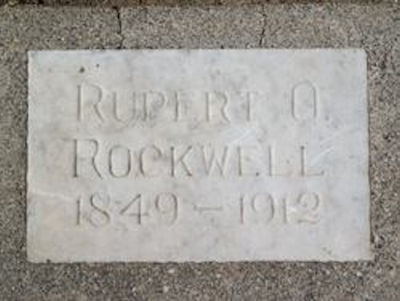 RUPERT O.
ROCKWELL
1849 – 1912